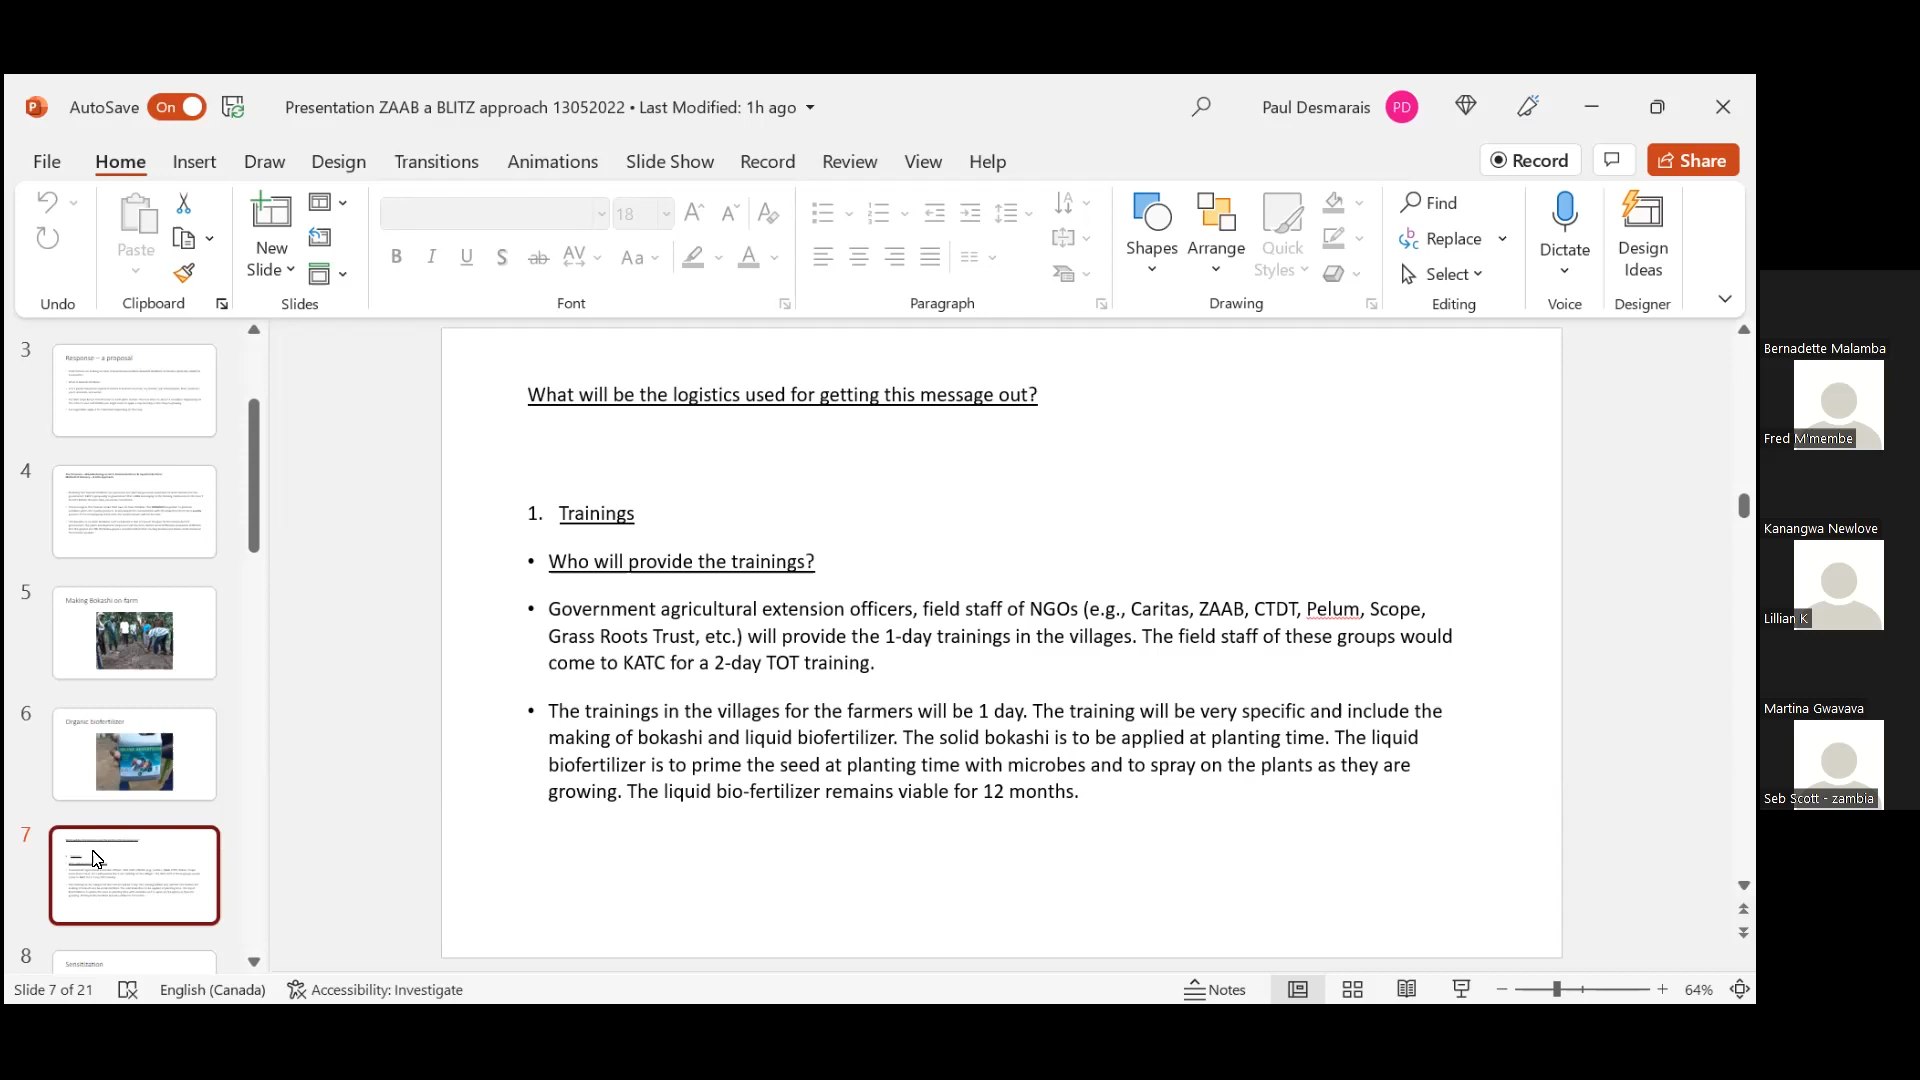 AutoSave On Presentation ZAAB a BLITZ approach 13052022 • Last Modified: 1h ago Paul Desmarais PD
File Home Insert Draw Design Transitions Animations Slide Show Record Review View Help Record Share
Undo
Paste
Clipboard
New
Slide
Slides
18
B I U S ab AV Aa A
Font
Paragraph
Shapes
Arrange
Quick
Styles
Drawing
Find
Replace
Select
Editing
Dictate
Voice
Design
Ideas
Designer
3
Response – a proposal
4
5
Making Bokashi on-farm
6
Organic biofertilizer
7
8
Sensitization
What will be the logistics used for getting this message out?
1. Trainings
• Who will provide the trainings?
• Government agricultural extension officers, field staff of NGOs (e.g., Caritas, ZAAB, CTDT, Pelum, Scope,
Grass Roots Trust, etc.) will provide the 1-day trainings in the villages. The field staff of these groups would
come to KATC for a 2-day TOT training.
• The trainings in the villages for the farmers will be 1 day. The training will be very specific and include the
making of bokashi and liquid biofertilizer. The solid bokashi is to be applied at planting time. The liquid
biofertilizer is to prime the seed at planting time with microbes and to spray on the plants as they are
growing. The liquid bio-fertilizer remains viable for 12 months.
Bernadette Malamba
Fred M'membe
Kanangwa Newlove
Lillian K
Martina Gwavava
Seb Scott - zambia
Slide 7 of 21 English (Canada) Accessibility: Investigate Notes 64%